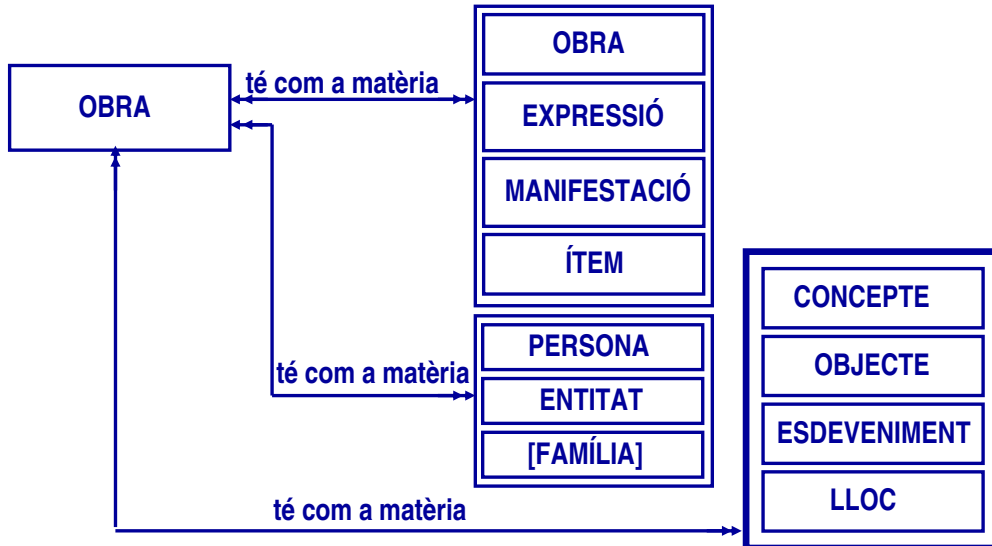 OBRA
té com a matèria
OBRA
EXPRESSIÓ
MANIFESTACIÓ
ÍTEM
té com a matèria
PERSONA
ENTITAT
[FAMÍLIA]
té com a matèria
CONCEPTE
OBJECTE
ESDEVENIMENT
LLOC